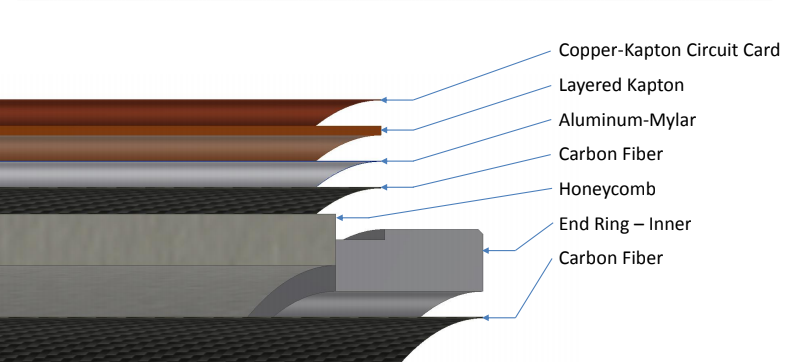 Copper-Kapton Circuit Card
Layered Kapton
Aluminum-Mylar
Carbon Fiber
Honeycomb
End Ring – Inner
Carbon Fiber